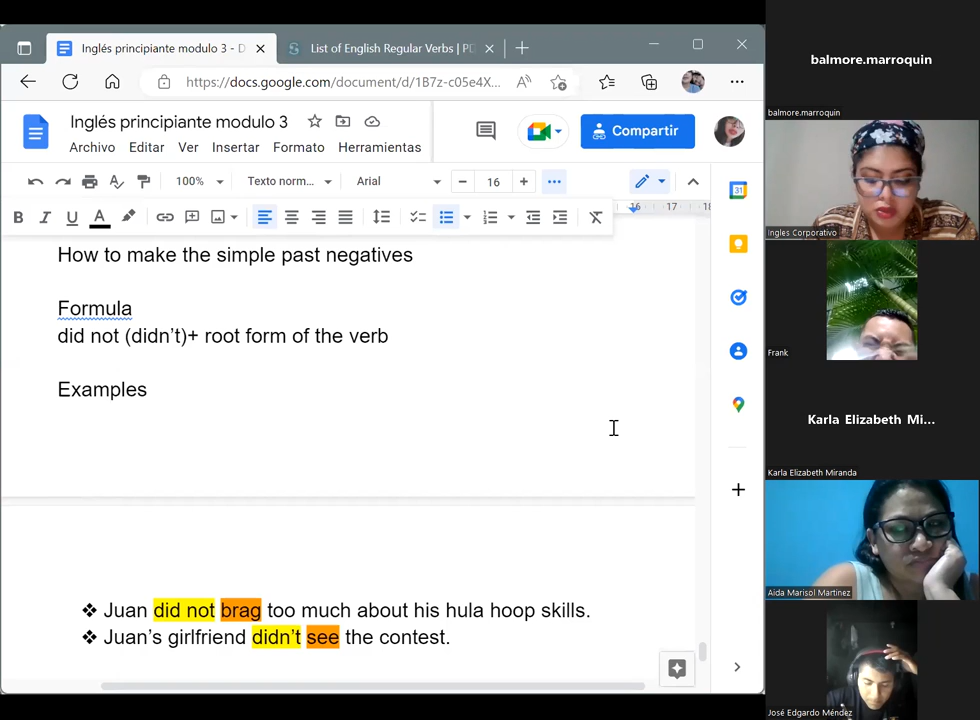 Inglés principiante modulo 3 - D
List of English Regular Verbs | PD
https://docs.google.com/document/d/1B7z-c05e4X...
Inglés principiante modulo 3
Archivo Editar Ver Insertar Formato Herramientas
Compartir
100% Texto norm... Arial 16
16 17 18
How to make the simple past negatives
Formula
did not (didn't)+ root form of the verb
Examples
❖ Juan did not brag too much about his hula hoop skills.
❖ Juan's girlfriend didn't see the contest.
balmore.marroquin
balmore.marroquin
Ingles Corporativo
Frank
Karla Elizabeth Mi...
Karla Elizabeth Miranda
Aida Marisol Martinez
José Edgardo Méndez